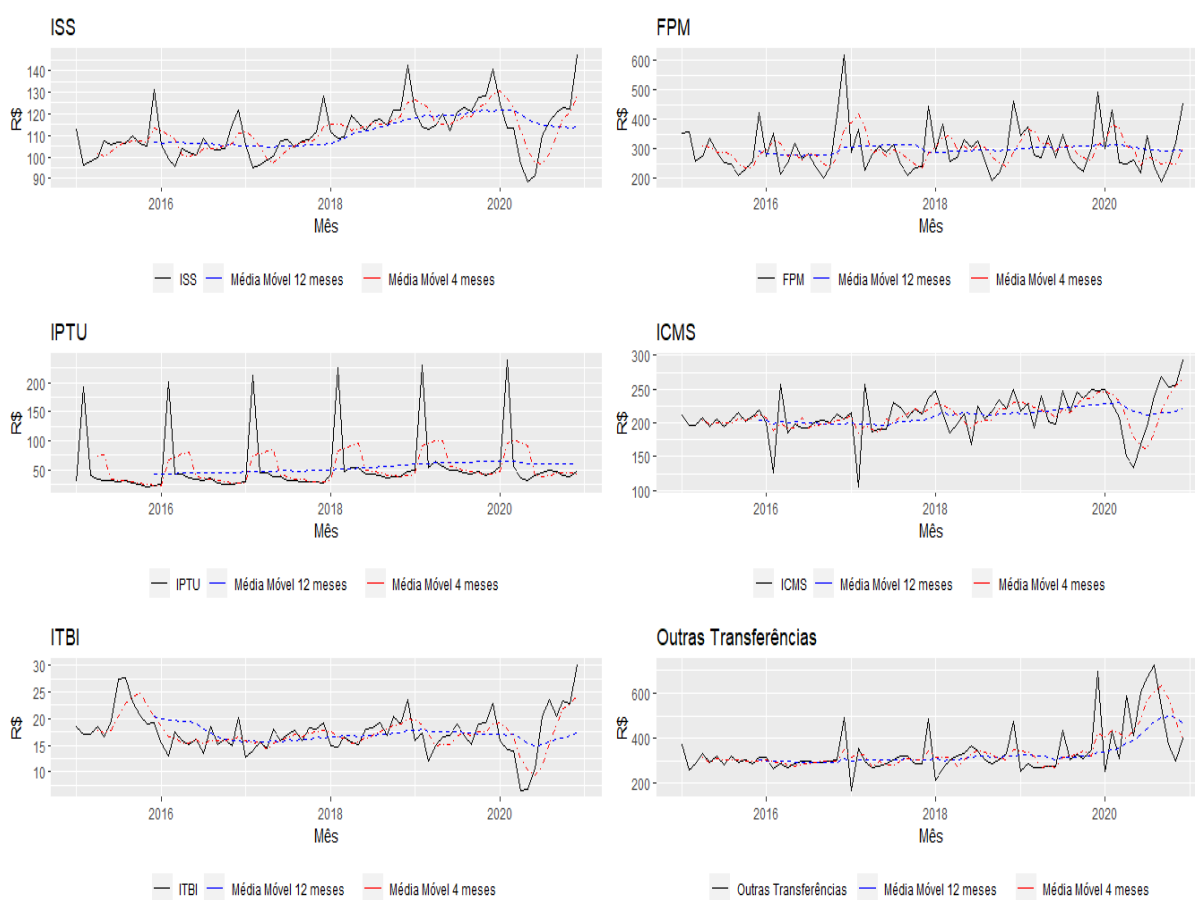 ISS
R$
140
130
120
110
100
90
2016 2018 2020
Mês
ISS Média Móvel 12 meses Média Móvel 4 meses
FPM
R$
600
500
400
300
200
2016 2018 2020
Mês
FPM Média Móvel 12 meses Média Móvel 4 meses
IPTU
R$
200
150
100
50
2016 2018 2020
Mês
IPTU Média Móvel 12 meses Média Móvel 4 meses
ICMS
R$
300
250
200
150
100
2016 2018 2020
Mês
ICMS Média Móvel 12 meses Média Móvel 4 meses
ITBI
R$
30
25
20
15
10
2016 2018 2020
Mês
ITBI Média Móvel 12 meses Média Móvel 4 meses
Outras Transferências
R$
600
400
200
2016 2018 2020
Mês
Outras Transferências Média Móvel 12 meses Média Móvel 4 meses